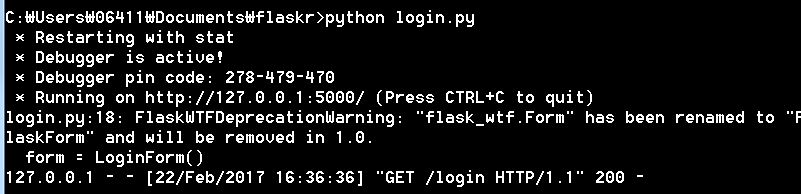 C:₩Users₩06411₩Documents₩flaskr>python login.py
 * Restarting with stat
 * Debugger is active!
 * Debugger pin code: 278-479-470
 * Running on http://127.0.0.1:5000/ (Press CTRL+C to quit)
login.py:18: FlaskWTFDeprecationWarning: "flask_wtf.Form" has been renamed to "F
laskForm" and will be removed in 1.0.
  form = LoginForm()
127.0.0.1 - - [22/Feb/2017 16:36:36] "GET /login HTTP/1.1" 200 -